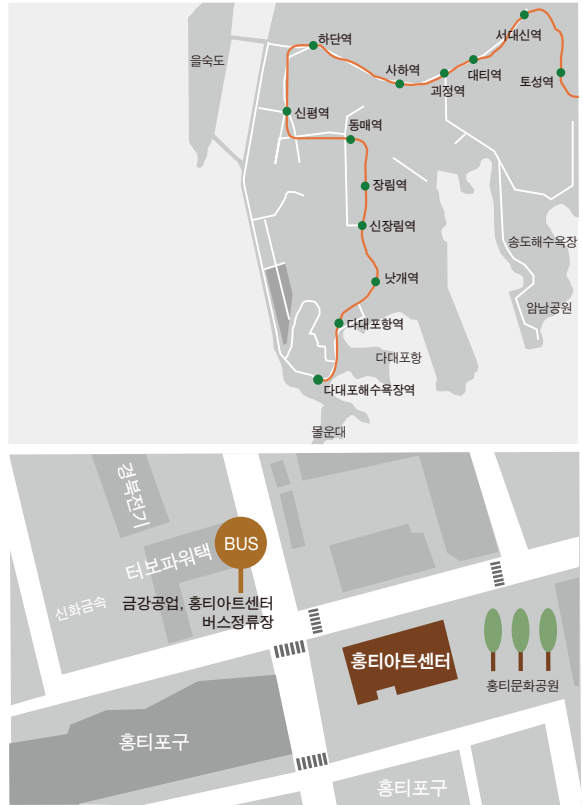 서대신역
하단역
을숙도
사하역
대티역
토성역
괴정역
신평역
동매역
장림역
신장림역
송도해수욕장
낫개역
암남공원
다대포항역
다대포항
다대포해수욕장역
몰운대
경북전기
BUS
터보파워택
신화금속
금강공업, 홍티아트센터
버스정류장
홍티아트센터
홍티문화공원
홍티포구
홍티포구